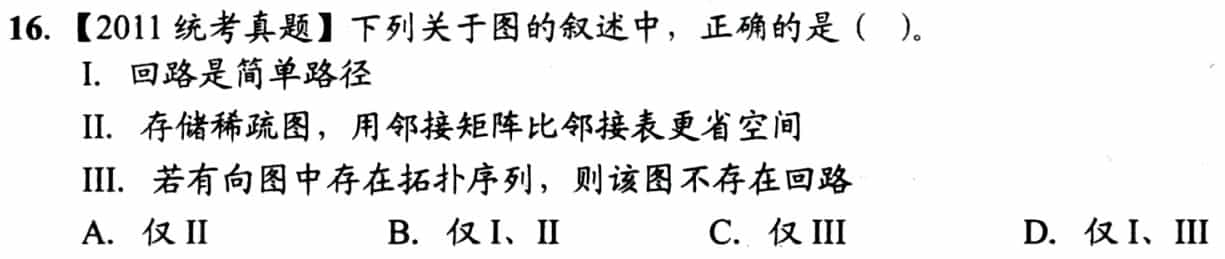 16. 【2011 统考真题】下列关于图的叙述中，正确的是（ ）。
I. 回路是简单路径
II. 存储稀疏图，用邻接矩阵比邻接表更省空间
III. 若有向图中存在拓扑序列，则该图不存在回路
A. 仅 II B. 仅 I、II C. 仅 III D. 仅 I、III